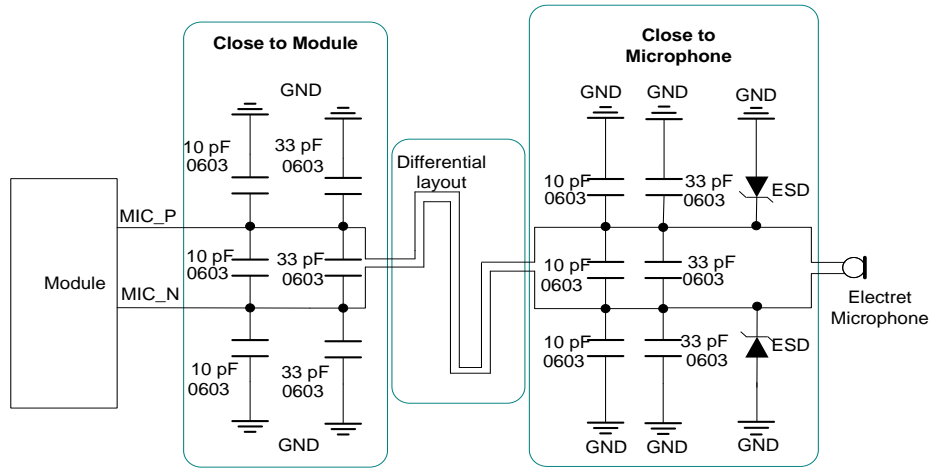 Close to Module
GND
10 pF
0603
33 pF
0603
MIC_P
10 pF
0603
33 pF
0603
Module
MIC_N
10 pF
0603
33 pF
0603
GND
Differential
layout
Close to
Microphone
GND
GND
GND
10 pF
0603
33 pF
0603
ESD
10 pF
0603
33 pF
0603
Electret
Microphone
10 pF
0603
33 pF
0603
ESD
GND
GND
GND